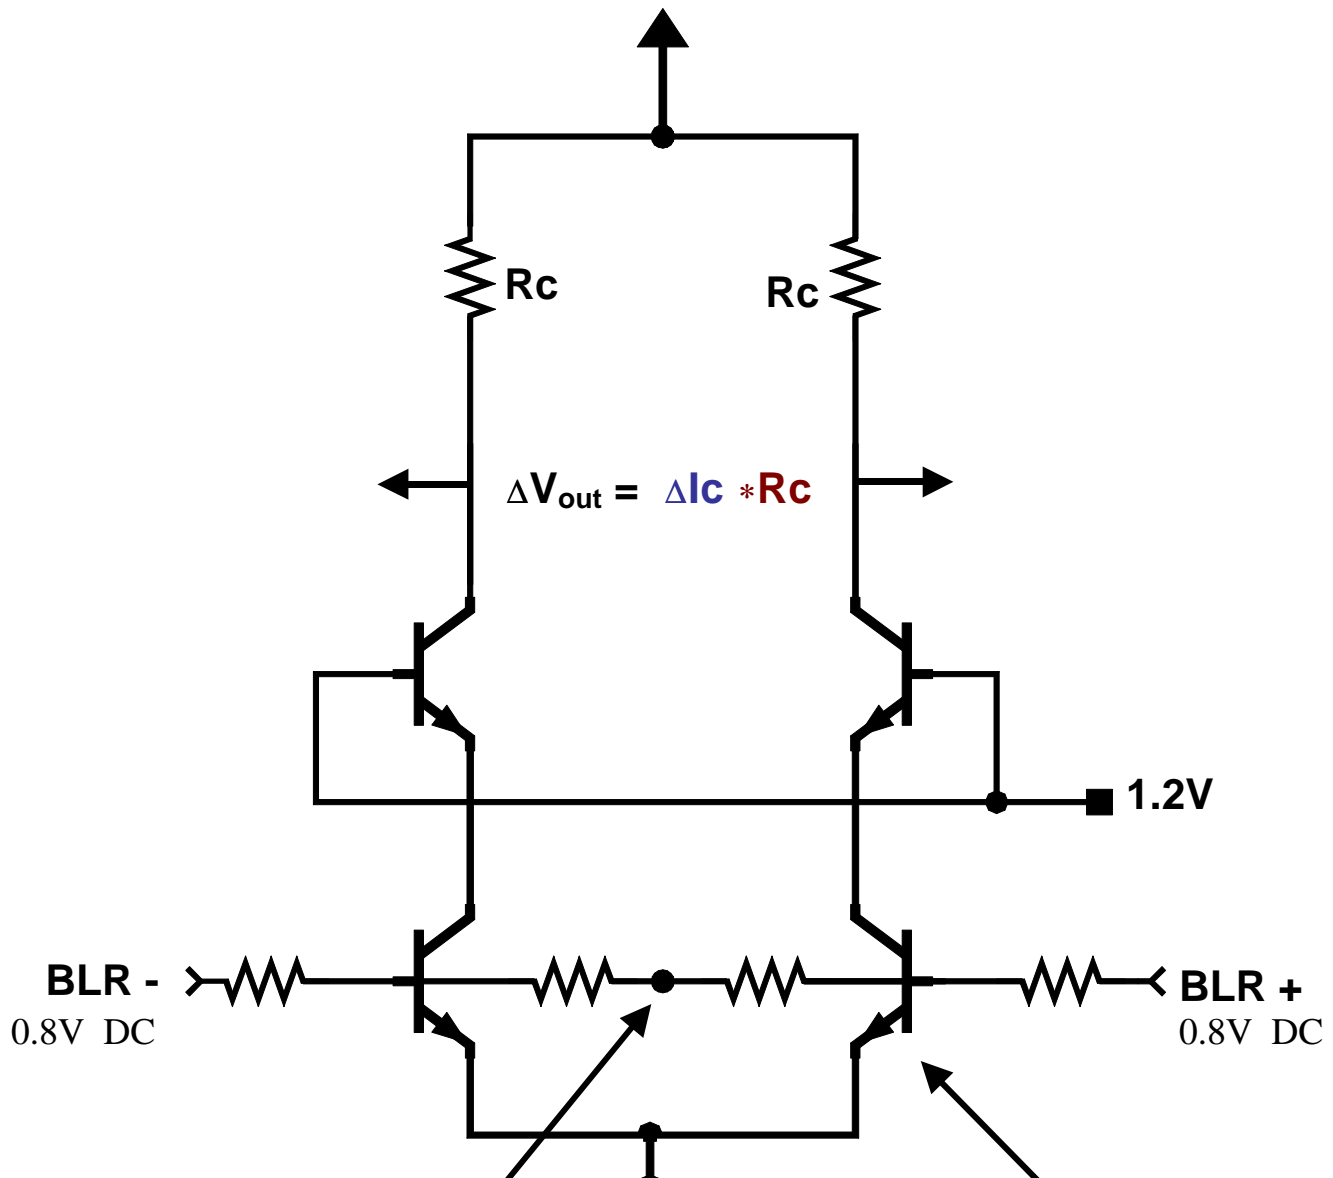 Rc
Rc
ΔVout = ΔIc *Rc
1.2V
BLR -
0.8V DC
BLR +
0.8V DC